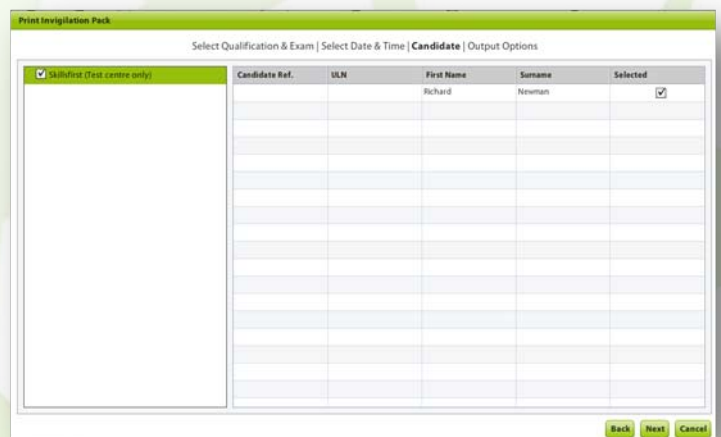 Print Invigilation Pack
Select Qualification & Exam | Select Date & Time | Candidate | Output Options
Skillsfirst (Test centre only)
Candidate Ref. ULN First Name Surname Selected
Richard Newman
Back Next Cancel